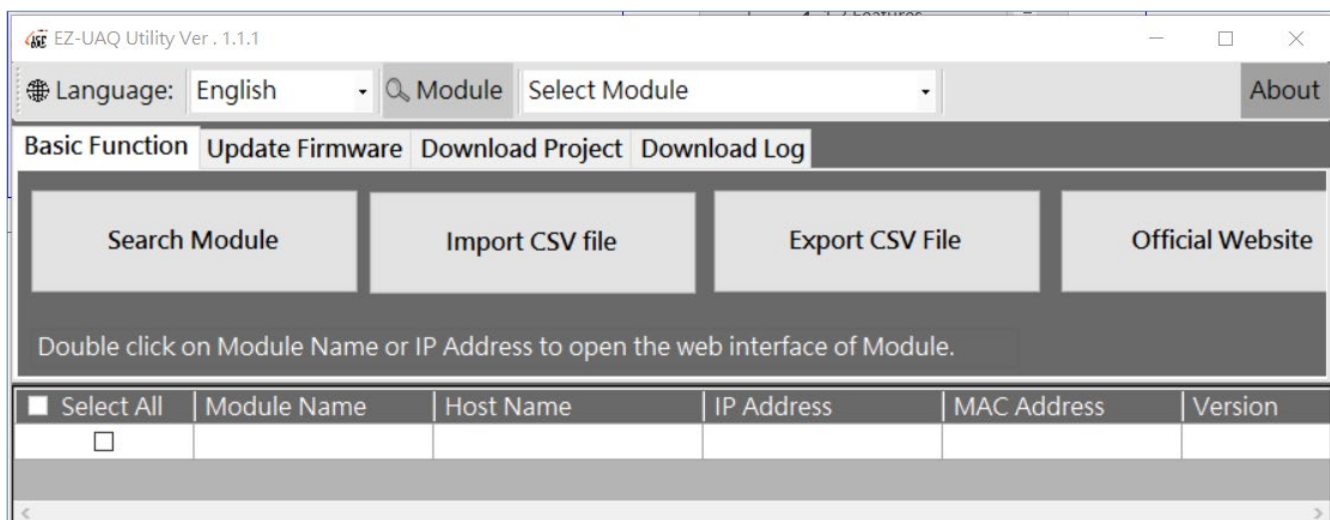 1.2 Features
EZ-UAQ Utility Ver . 1.1.1
Language: English Module Select Module About
Basic Function Update Firmware Download Project Download Log
Search Module Import CSV file Export CSV File Official Website
Double click on Module Name or IP Address to open the web interface of Module.
Select All Module Name Host Name IP Address MAC Address Version